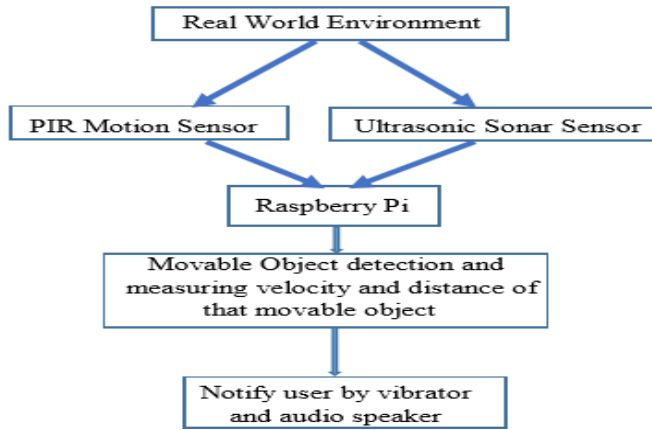 Real World Environment
PIR Motion Sensor
Ultrasonic Sonar Sensor
Raspberry Pi
Movable Object detection and
measuring velocity and distance of
that movable object
Notify user by vibrator
and audio speaker